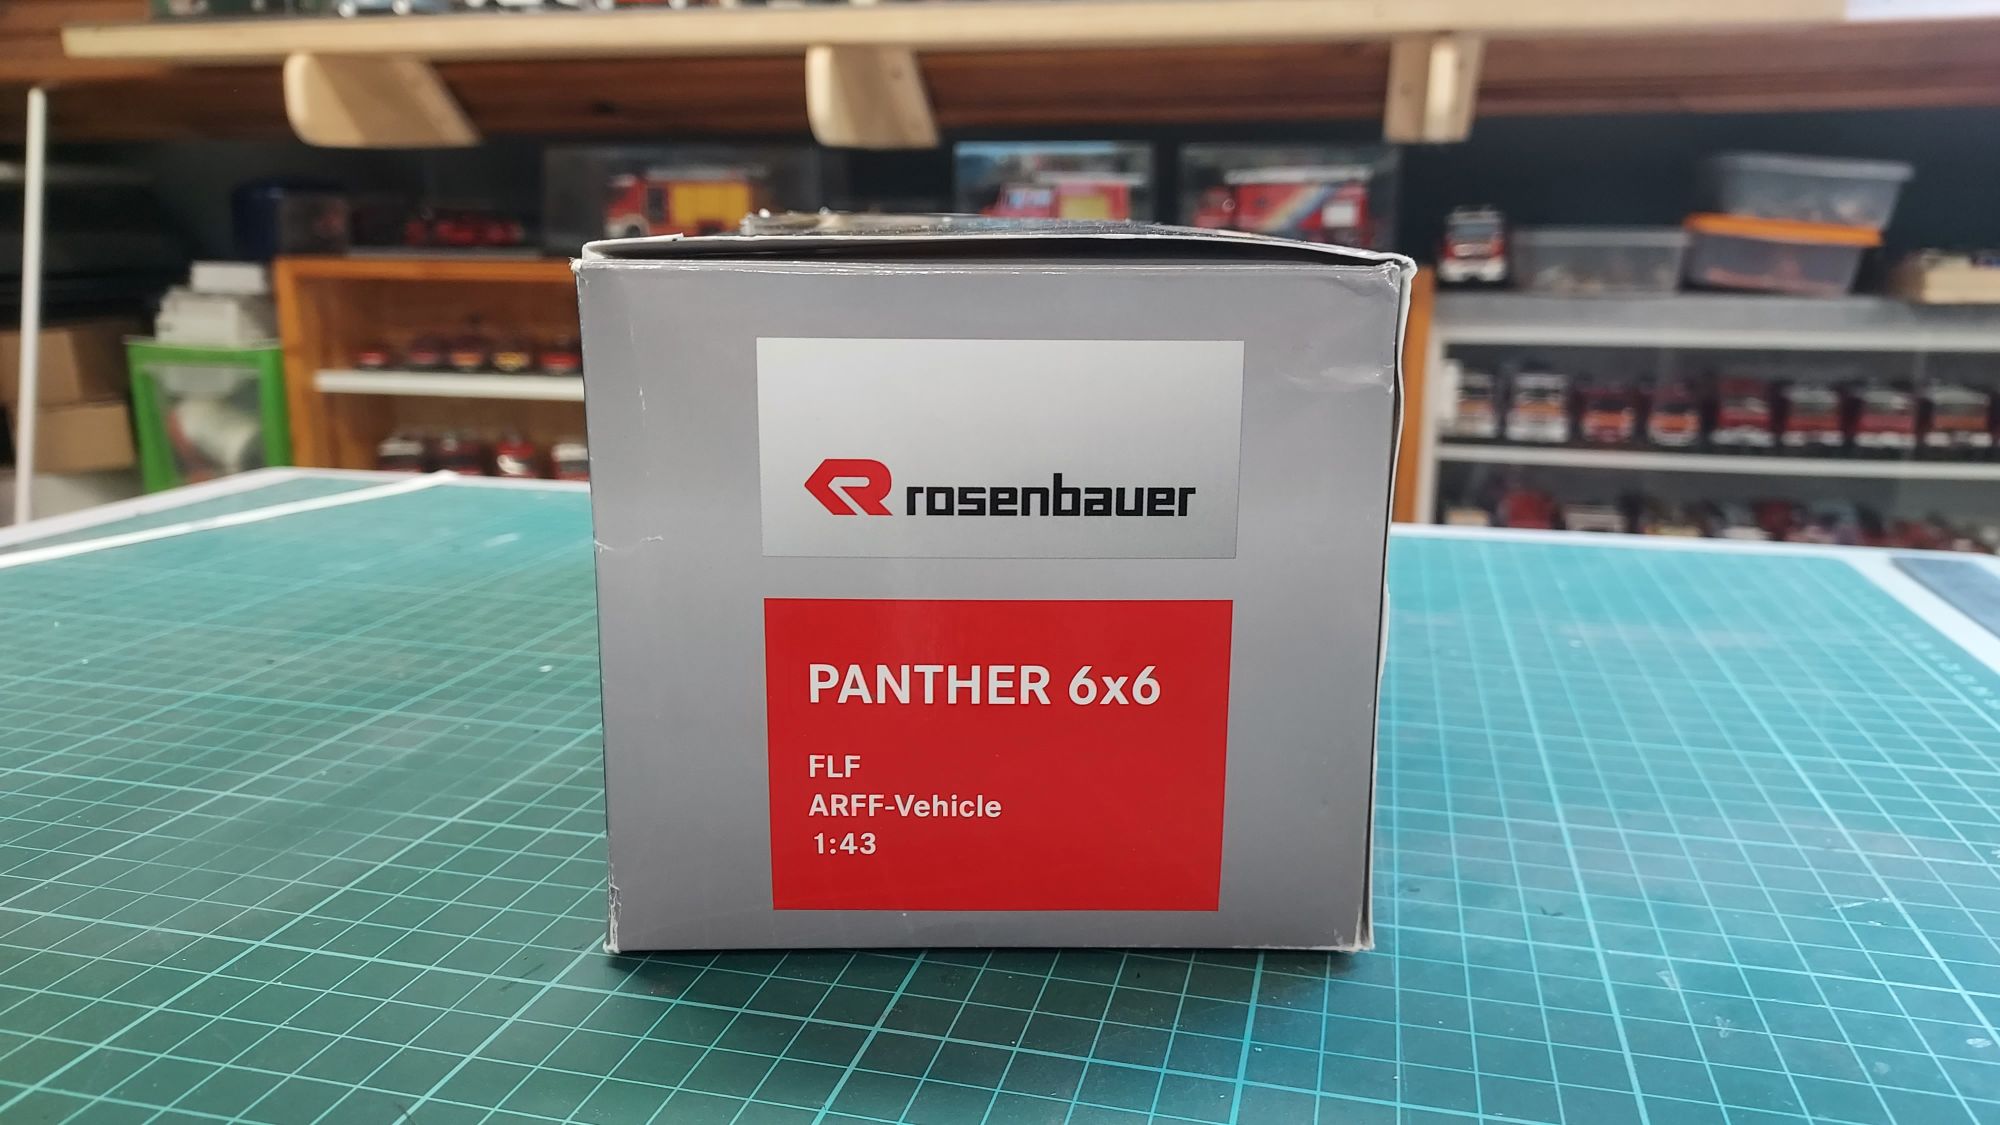 rosenbauer
PANTHER 6x6
FLF
ARFF-Vehicle
1:43